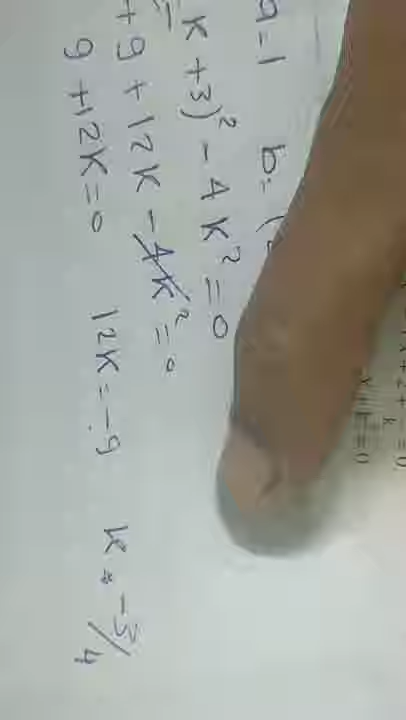 a=1 b=(
K+3)² - 4K² = 0
+9 + 12K - 4K² = 0
9 + 12K = 0 12K = -9 K = -3/4